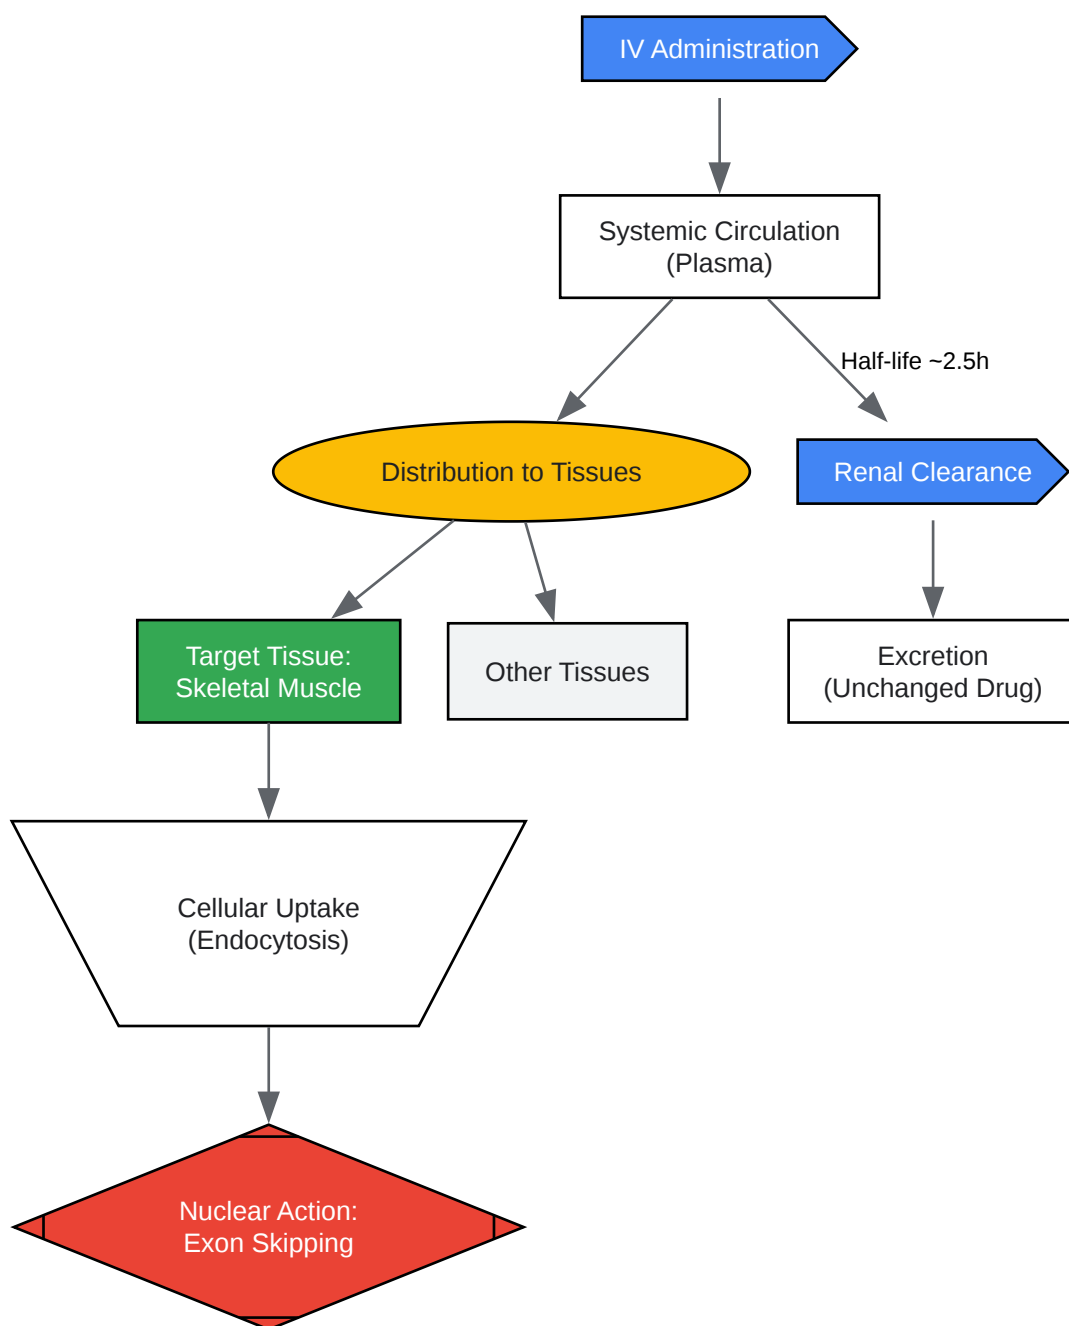 IV Administration
Systemic Circulation
(Plasma)
Half-life ~2.5h
Distribution to Tissues
Renal Clearance
Target Tissue:
Skeletal Muscle
Other Tissues
Excretion
(Unchanged Drug)
Cellular Uptake
(Endocytosis)
Nuclear Action:
Exon Skipping